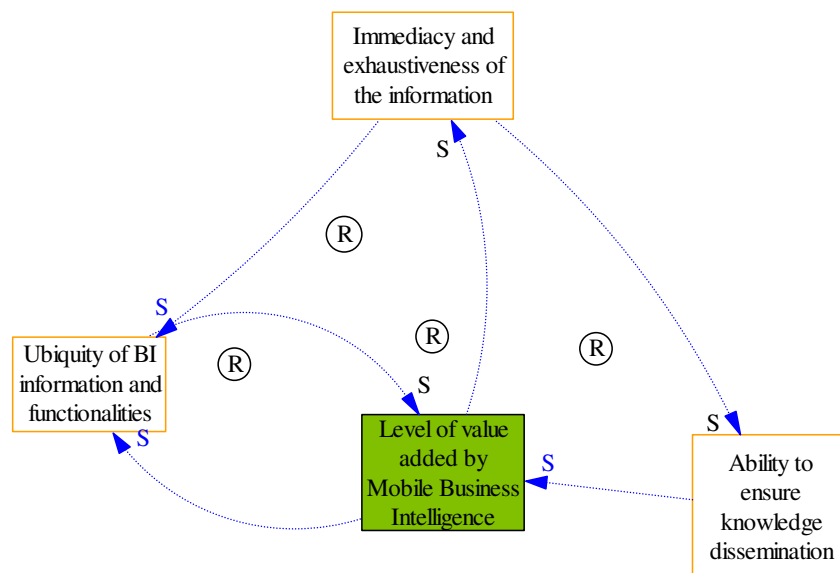 Immediacy and
exhaustiveness of
the information
S
R
S
R
R
R
Ubiquity of BI
information and
functionalities
S
S
S
Level of value
added by
Mobile Business
Intelligence
S
Ability to
ensure
knowledge
dissemination